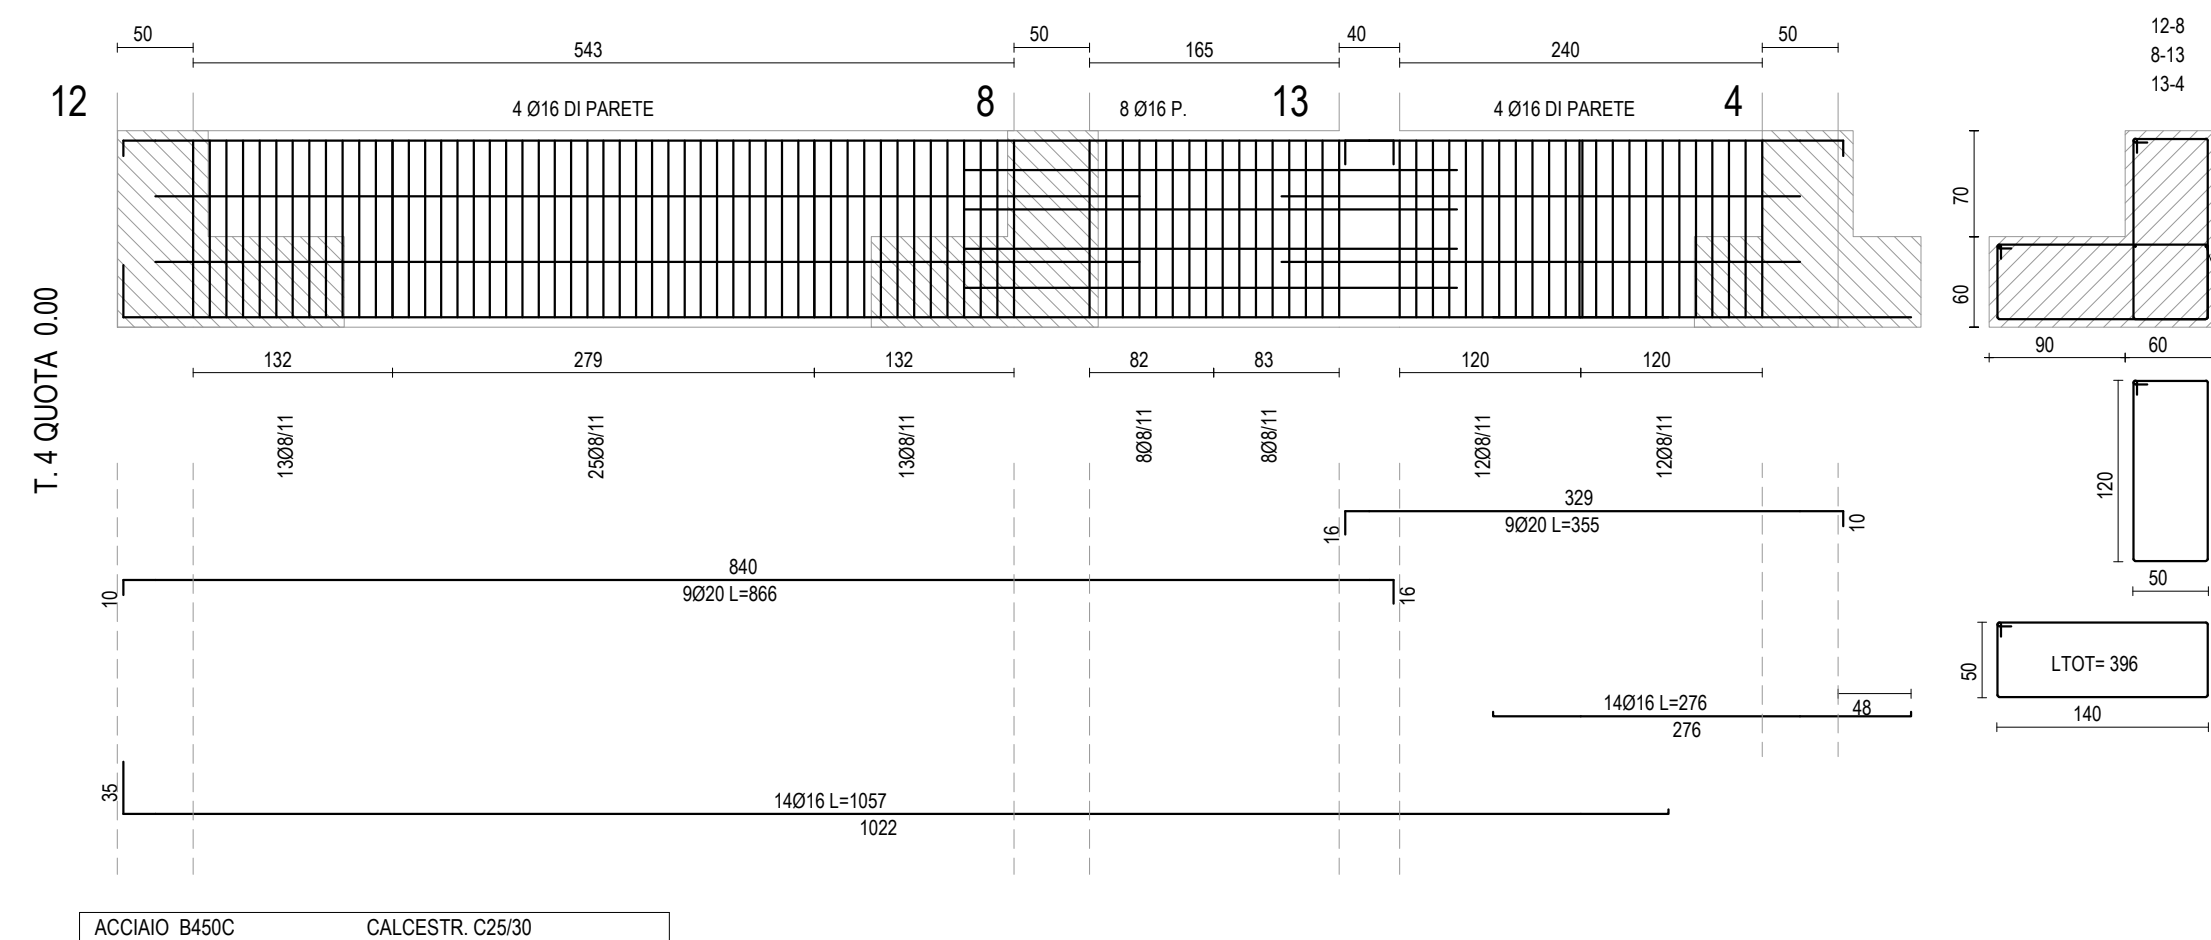 50
543
50
165
40
240
50
12-8
8-13
13-4
12
4 Ø16 DI PARETE
8
8 Ø16 P.
13
4 Ø16 DI PARETE
4
70
60
T. 4 QUOTA 0.00
132
279
132
82
83
120
120
90
60
13Ø8/11
25Ø8/11
13Ø8/11
8Ø8/11
8Ø8/11
12Ø8/11
12Ø8/11
120
50
329
16
9Ø20 L=355
10
840
10
9Ø20 L=866
16
50
LTOT= 396
140
14Ø16 L=276
48
276
35
14Ø16 L=1057
1022
ACCIAIO B450C
CALCESTR. C25/30